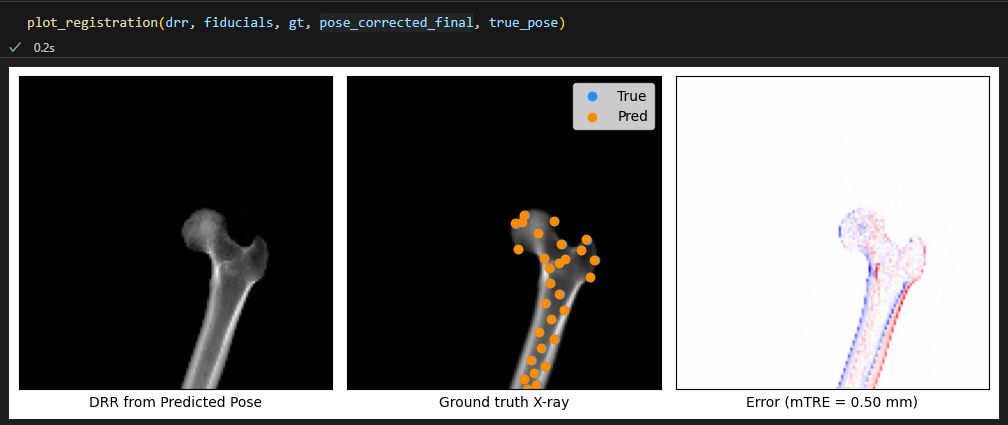 plot_registration(drr, fiducials, gt, pose_corrected_final, true_pose)
0.2s
True
Pred
DRR from Predicted Pose
Ground truth X-ray
Error (mTRE = 0.50 mm)